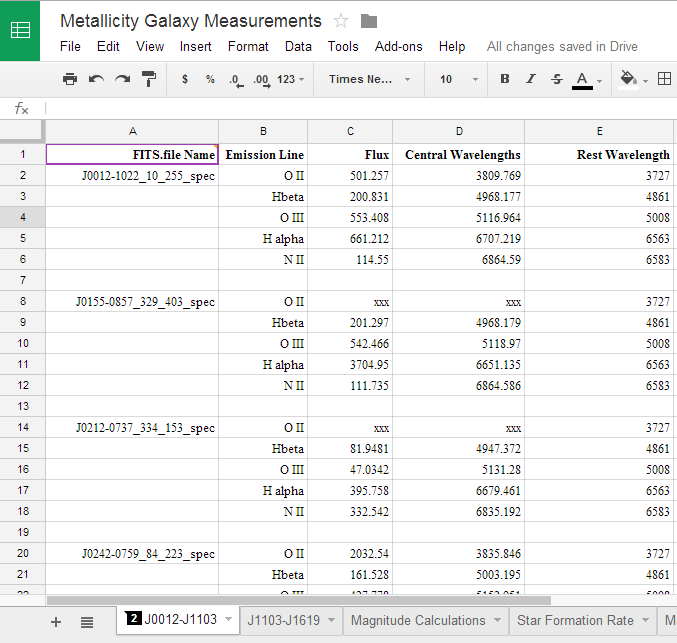 Metallicity Galaxy Measurements
File Edit View Insert Format Data Tools Add-ons Help All changes saved in Drive
$ % .0 .00 123 Times Ne... 10 B I S A
fx
A B C D E
1 FITS.file Name Emission Line Flux Central Wavelengths Rest Wavelength
2 J0012-1022_10_255_spec O II 501.257 3809.769 3727
3 Hbeta 200.831 4968.177 4861
4 O III 553.408 5116.964 5008
5 H alpha 661.212 6707.219 6563
6 N II 114.55 6864.59 6583
7
8 J0155-0857_329_403_spec O II xxx xxx 3727
9 Hbeta 201.297 4968.179 4861
10 O III 542.466 5118.97 5008
11 H alpha 3704.95 6651.135 6563
12 N II 111.735 6864.586 6583
13
14 J0212-0737_334_153_spec O II xxx xxx 3727
15 Hbeta 81.9481 4947.372 4861
16 O III 47.0342 5131.28 5008
17 H alpha 395.758 6679.461 6563
18 N II 332.542 6835.192 6583
19
20 J0242-0759_84_223_spec O II 2032.54 3835.846 3727
21 Hbeta 161.528 5003.195 4861
2 J0012-J1103 J1103-J1619 Magnitude Calculations Star Formation Rate M